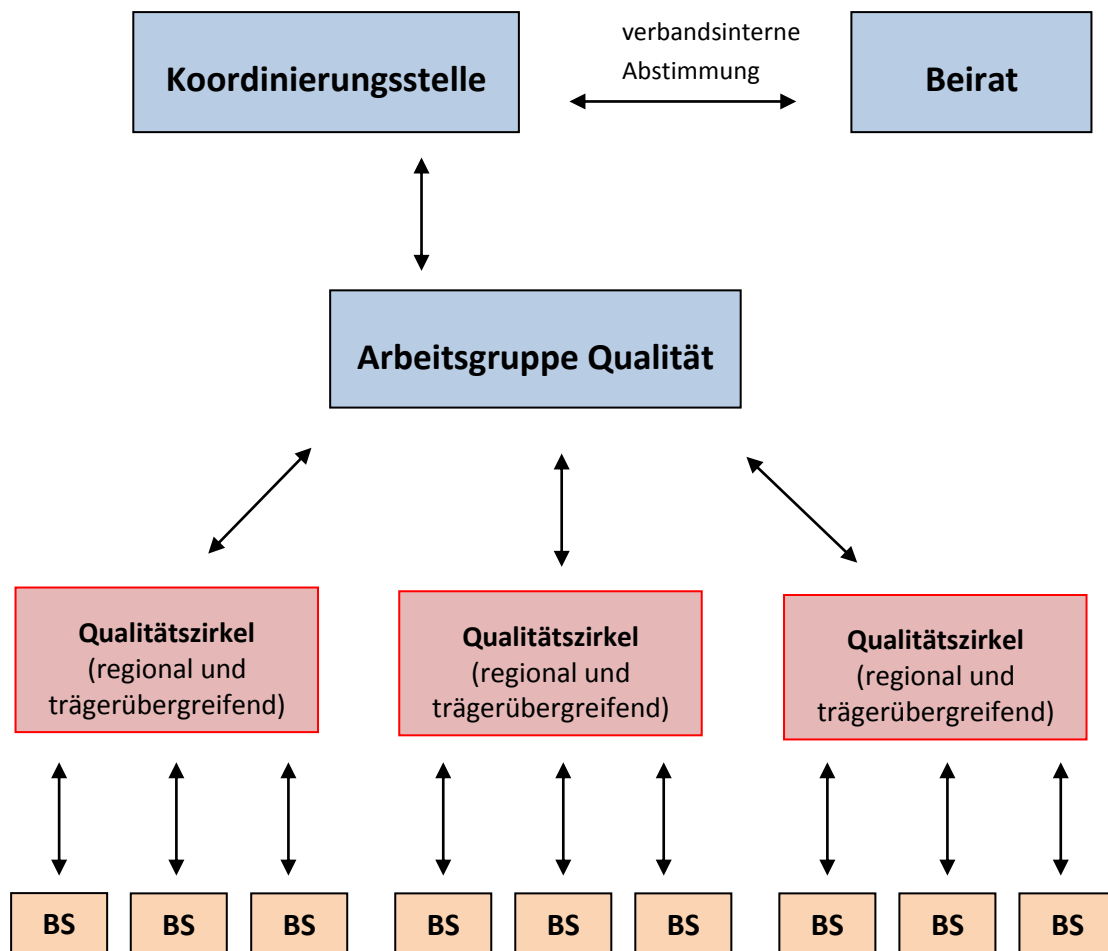 Koordinierungsstelle
verbandsinterne
Abstimmung
Beirat
Arbeitsgruppe Qualität
Qualitätszirkel
(regional und
trägerübergreifend)
Qualitätszirkel
(regional und
trägerübergreifend)
Qualitätszirkel
(regional und
trägerübergreifend)
BS
BS
BS
BS
BS
BS
BS
BS
BS